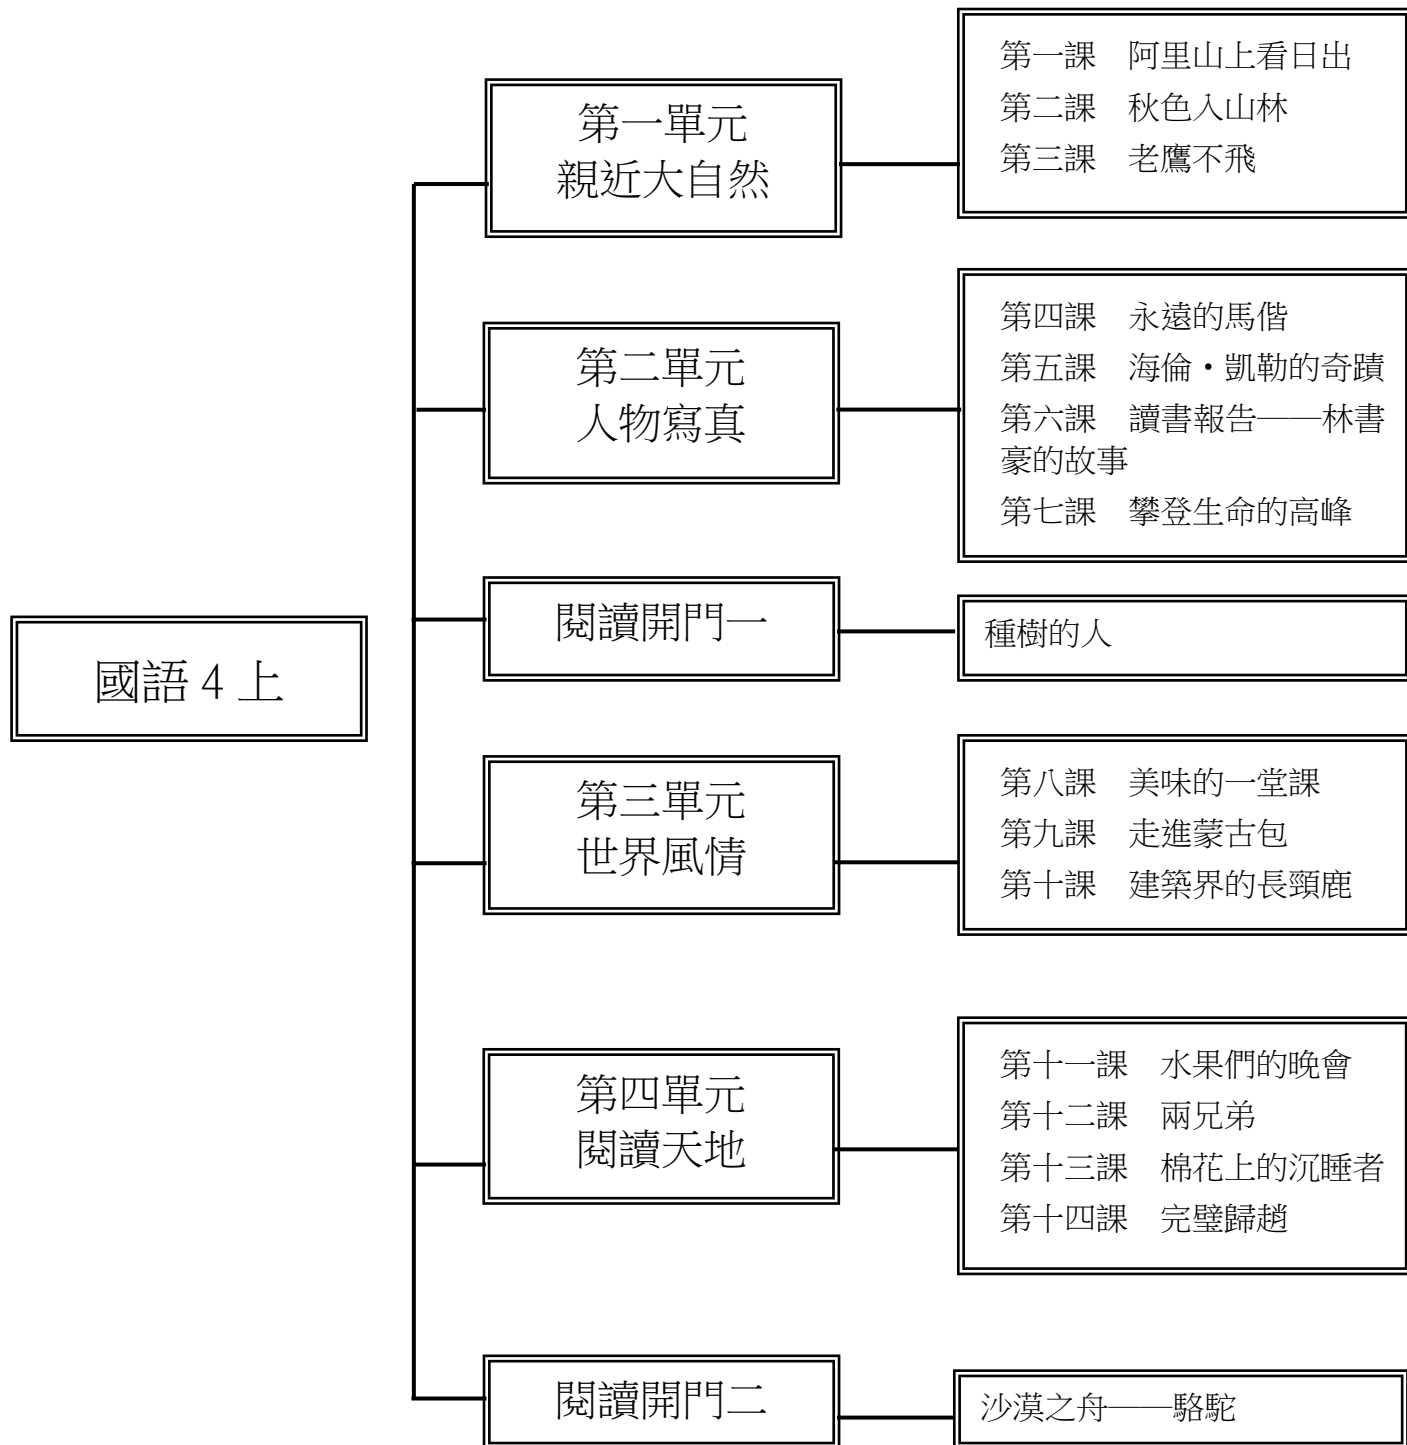 國語4上
第一單元
親近大自然
第一課　阿里山上看日出
第二課　秋色入山林
第三課　老鷹不飛
第二單元
人物寫真
第四課　永遠的馬偕
第五課　海倫・凱勒的奇蹟
第六課　讀書報告──林書
豪的故事
第七課　攀登生命的高峰
閱讀開門一
種樹的人
第三單元
世界風情
第八課　美味的一堂課
第九課　走進蒙古包
第十課　建築界的長頸鹿
第四單元
閱讀天地
第十一課　水果們的晚會
第十二課　兩兄弟
第十三課　棉花上的沉睡者
第十四課　完璧歸趙
閱讀開門二
沙漠之舟──駱駝